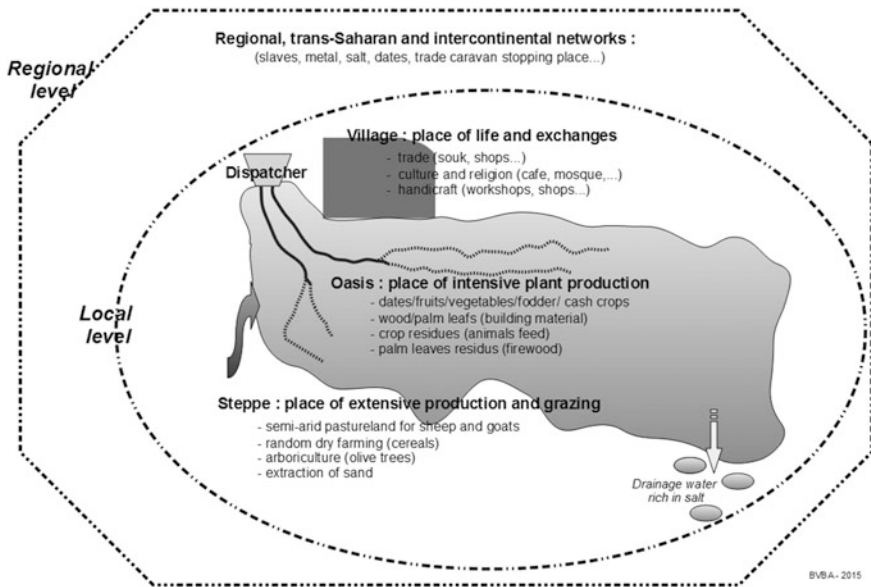 Regional, trans-Saharan and intercontinental networks :
(slaves, metal, salt, dates, trade caravan stopping place...)
Regional
level
Village : place of life and exchanges
- trade (souk, shops...)
- culture and religion (cafe, mosque,...)
- handicraft (workshops, shops...)
Dispatcher
Oasis : place of intensive plant production
- dates/fruits/vegetables/fodder/ cash crops
- wood/palm leafs (building material)
- crop residues (animals feed)
- palm leaves residus (firewood)
Local
level
Steppe : place of extensive production and grazing
- semi-arid pastureland for sheep and goats
- random dry farming (cereals)
- arboriculture (olive trees)
- extraction of sand
Drainage water
rich in salt
BVBA - 2015